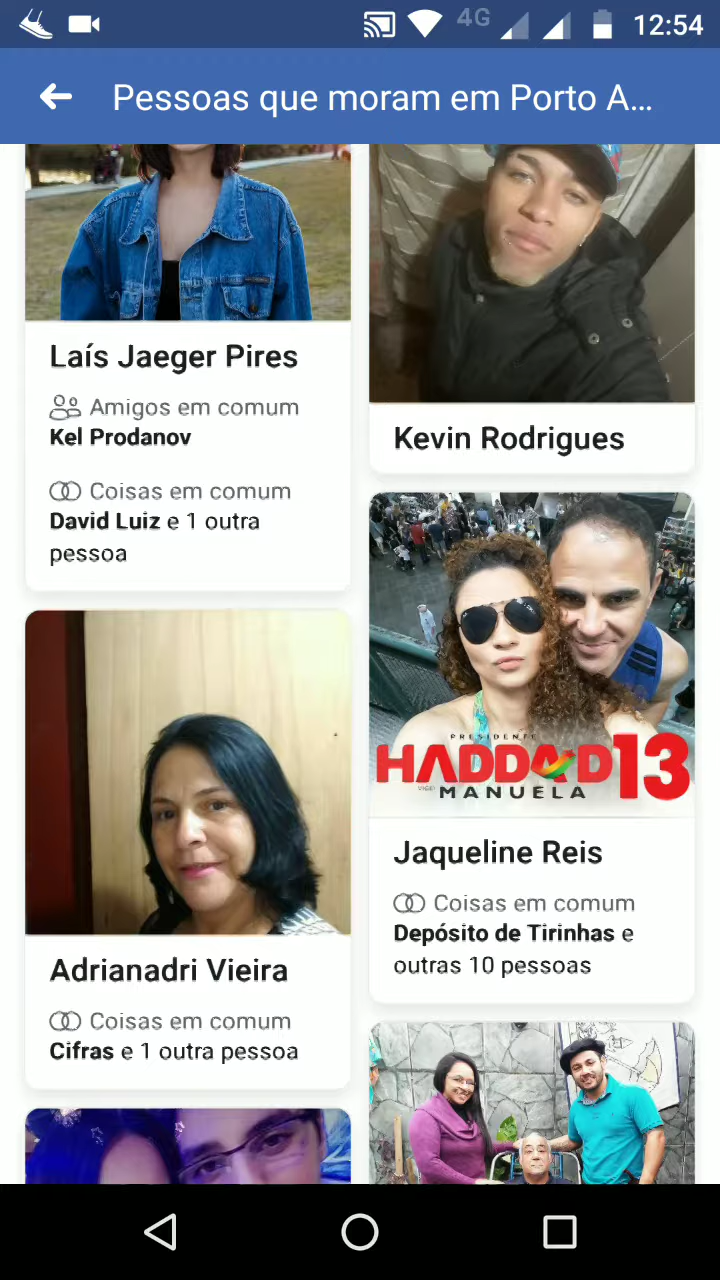 4G
12:54
Pessoas que moram em Porto A...
Laís Jaeger Pires
Amigos em comum
Kel Prodanov
Coisas em comum
David Luiz e 1 outra
pessoa
Kevin Rodrigues
PRESIDENTE
HADDAD 13
VICE MANUELA
Jaqueline Reis
Coisas em comum
Depósito de Tirinhas e
outras 10 pessoas
Adrianadri Vieira
Coisas em comum
Cifras e 1 outra pessoa